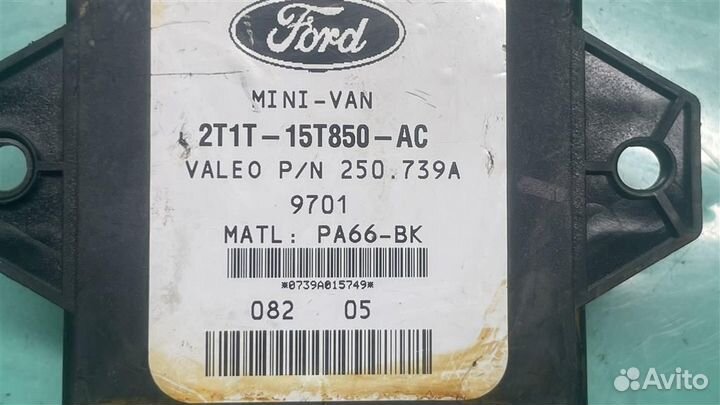 Ford
MINI-VAN
2T1T-15T850-AC
VALEO P/N 250.739A
9701
MATL: PA66-BK
*0739A015749*
082 05
Avito